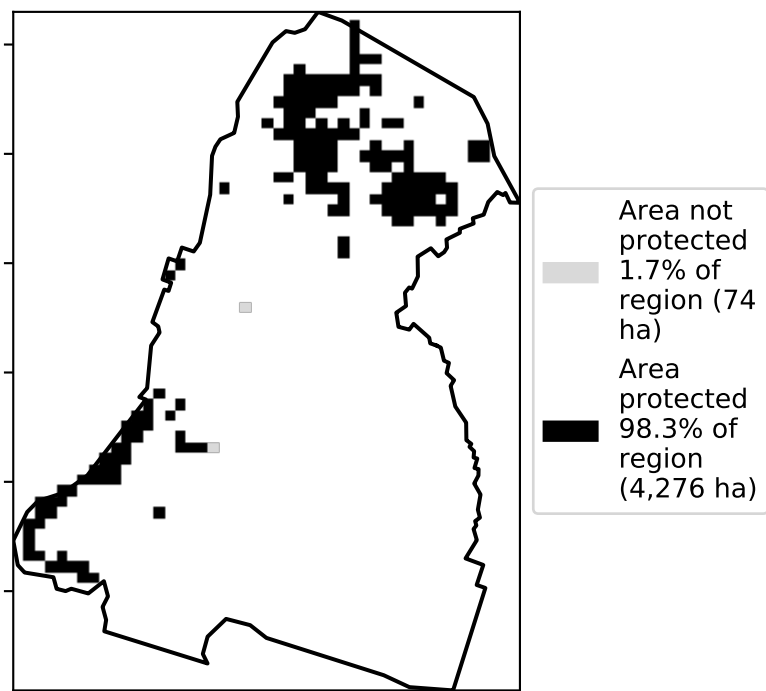 Area not
protected
1.7% of
region (74
ha)
Area
protected
98.3% of
region
(4,276 ha)